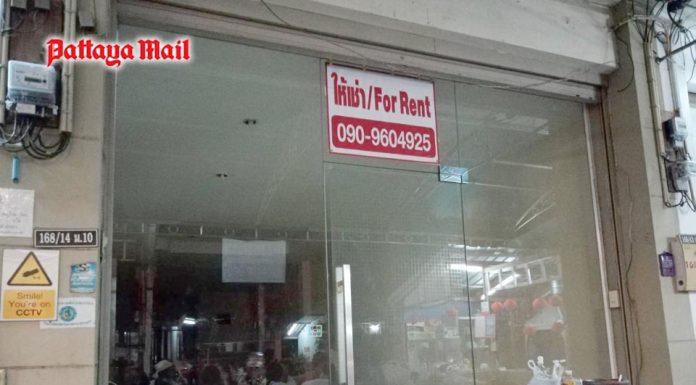 Pattaya Mail
ให้เช่า/For Rent
090-9604925
168/14 ม.10
Smile!
You're on
CCTV